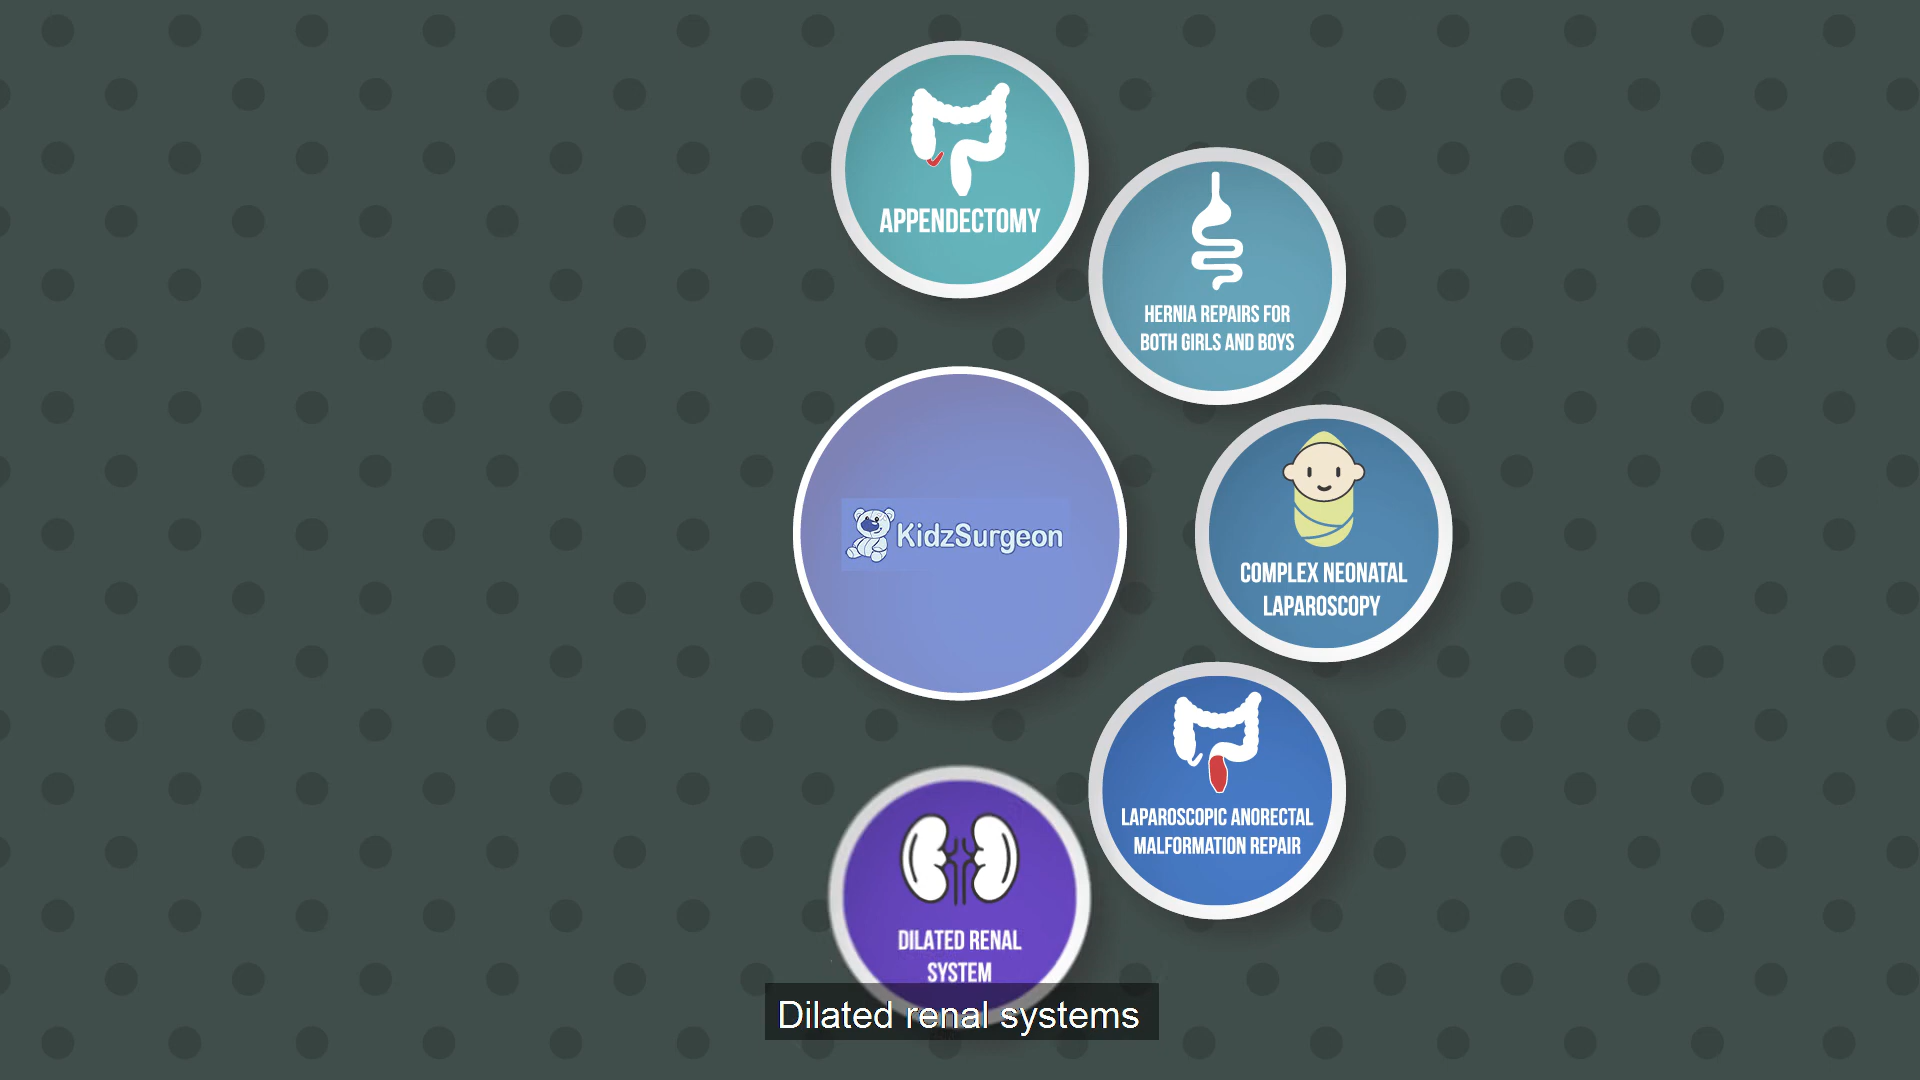 APPENDECTOMY
HERNIA REPAIRS FOR
BOTH GIRLS AND BOYS
KidzSurgeon
COMPLEX NEONATAL
LAPAROSCOPY
LAPAROSCOPIC ANORECTAL
MALFORMATION REPAIR
DILATED RENAL
SYSTEM
Dilated renal systems